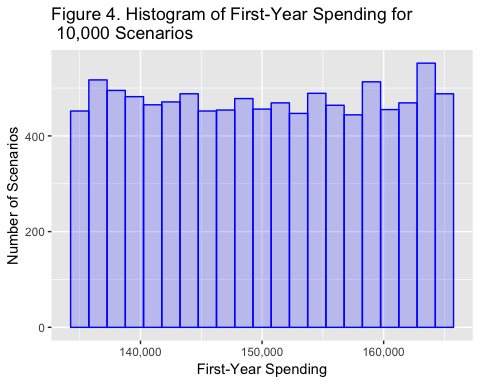 Figure 4. Histogram of First-Year Spending for
10,000 Scenarios
Number of Scenarios
400
200
0
140,000
150,000
160,000
First-Year Spending